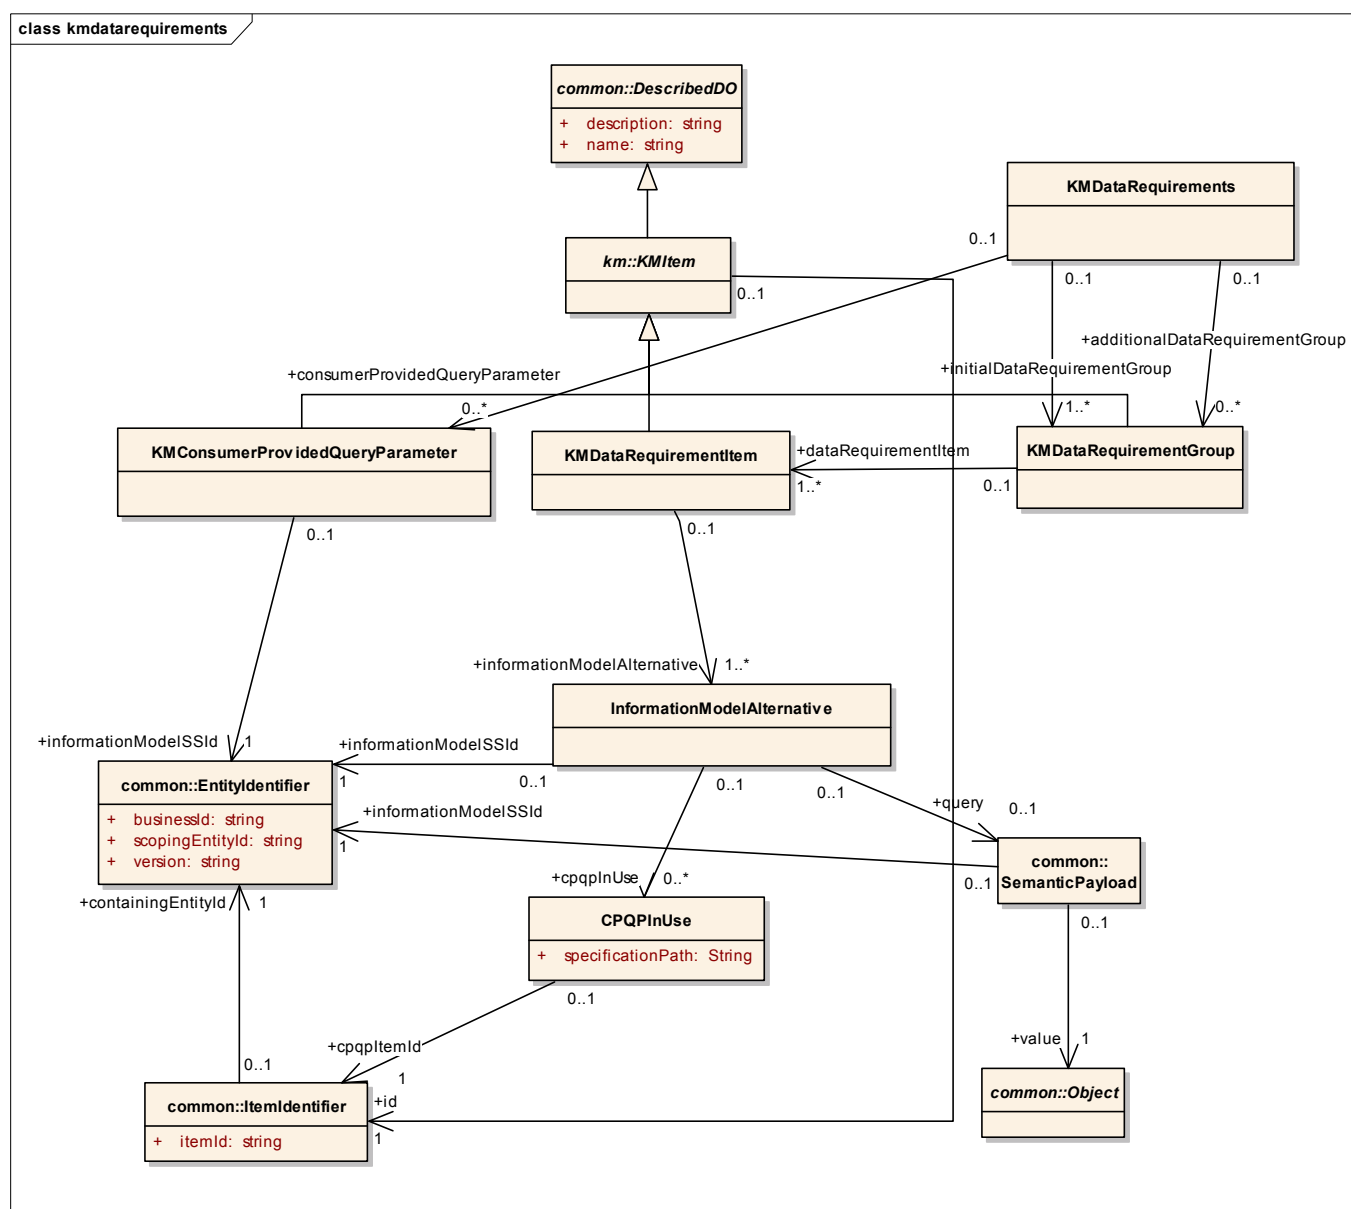 class kmdatarequirements
common::DescribedDO
+ description: string
+ name: string
KMDataRequirements
km::KMItem
0..1
0..1
0..1
0..1
+additionalDataRequirementGroup
+consumerProvidedQueryParameter
+initialDataRequirementGroup
0..*
1..*
0..*
KMConsumerProvidedQueryParameter
KMDataRequirementItem
+dataRequirementItem
KMDataRequirementGroup
1..*
0..1
0..1
0..1
+informationModelAlternative
1..*
InformationModelAlternative
+informationModelSSId
1
+informationModelSSId
1
0..1
0..1
0..1
common::EntityIdentifier
+ businessId: string
+ scopingEntityId: string
+ version: string
+informationModelSSId
1
+query
0..1
common::
SemanticPayload
0..1
0..1
+cpqpInUse
0..*
+containingEntityId
1
CPQPInUse
+ specificationPath: String
0..1
+cpqpItemId
1
+value
1
0..1
common::ItemIdentifier
+ itemId: string
+id
1
common::Object